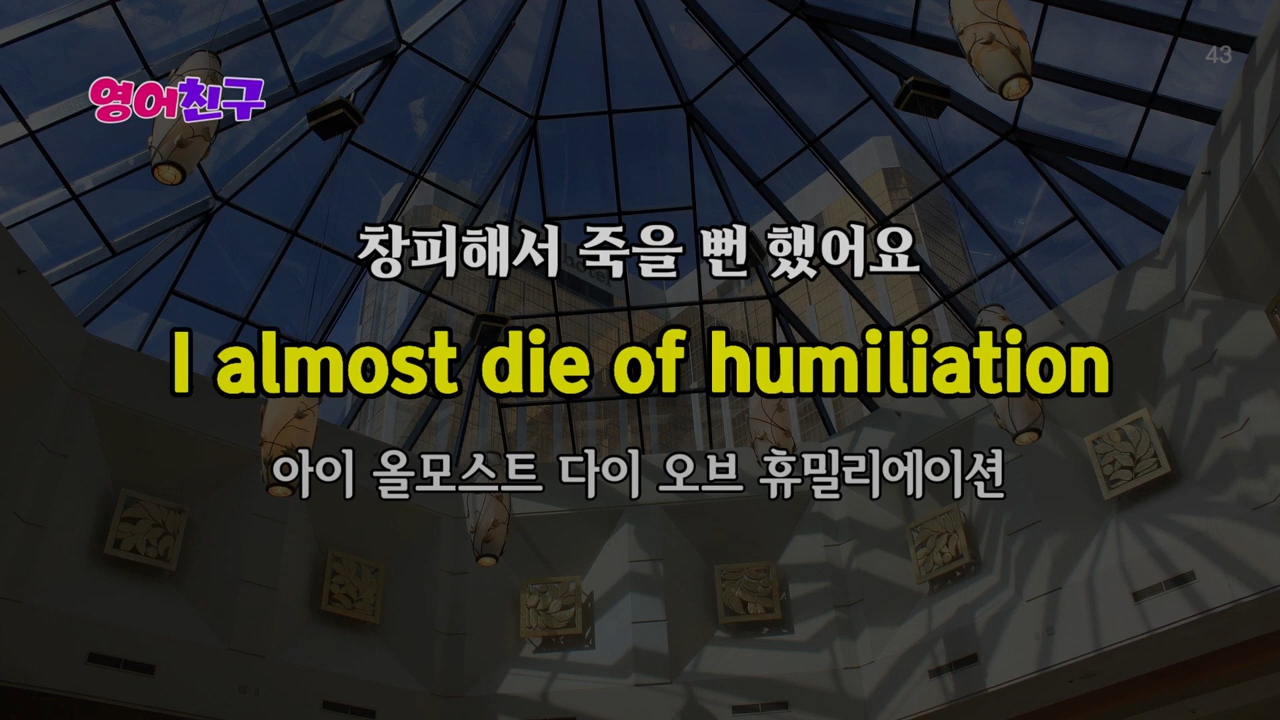 43
영어친구
창피해서 죽을 뻔 했어요
I almost die of humiliation
아이 올모스트 다이 오브 휴밀리에이션